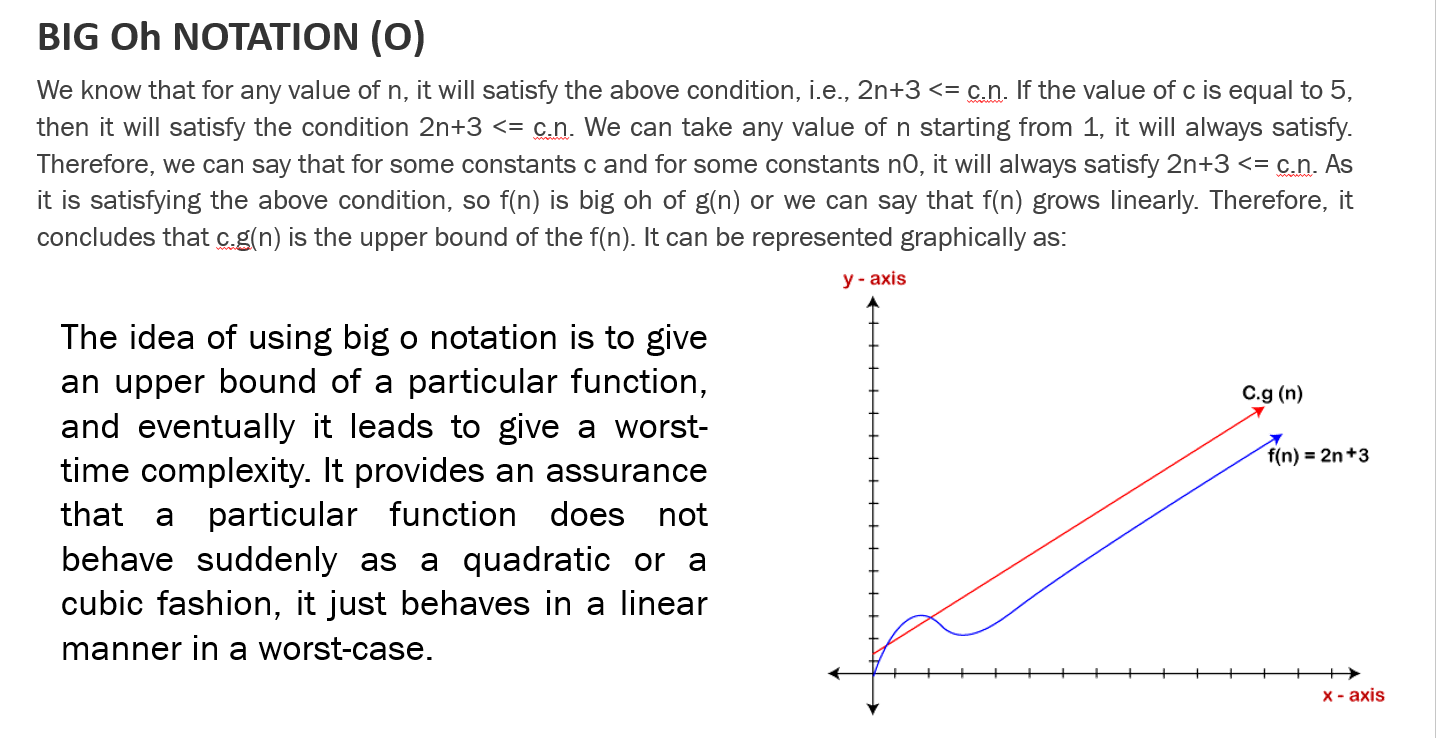 BIG Oh NOTATION (O)
We know that for any value of n, it will satisfy the above condition, i.e., 2n+3 <= c.n. If the value of c is equal to 5,
then it will satisfy the condition 2n+3 <= c.n. We can take any value of n starting from 1, it will always satisfy.
Therefore, we can say that for some constants c and for some constants n0, it will always satisfy 2n+3 <= c.n. As
it is satisfying the above condition, so f(n) is big oh of g(n) or we can say that f(n) grows linearly. Therefore, it
concludes that c.g(n) is the upper bound of the f(n). It can be represented graphically as:
The idea of using big o notation is to give
an upper bound of a particular function,
and eventually it leads to give a worst-
time complexity. It provides an assurance
that a particular function does not
behave suddenly as a quadratic or a
cubic fashion, it just behaves in a linear
manner in a worst-case.
y - axis
C.g (n)
f(n) = 2n+3
x - axis